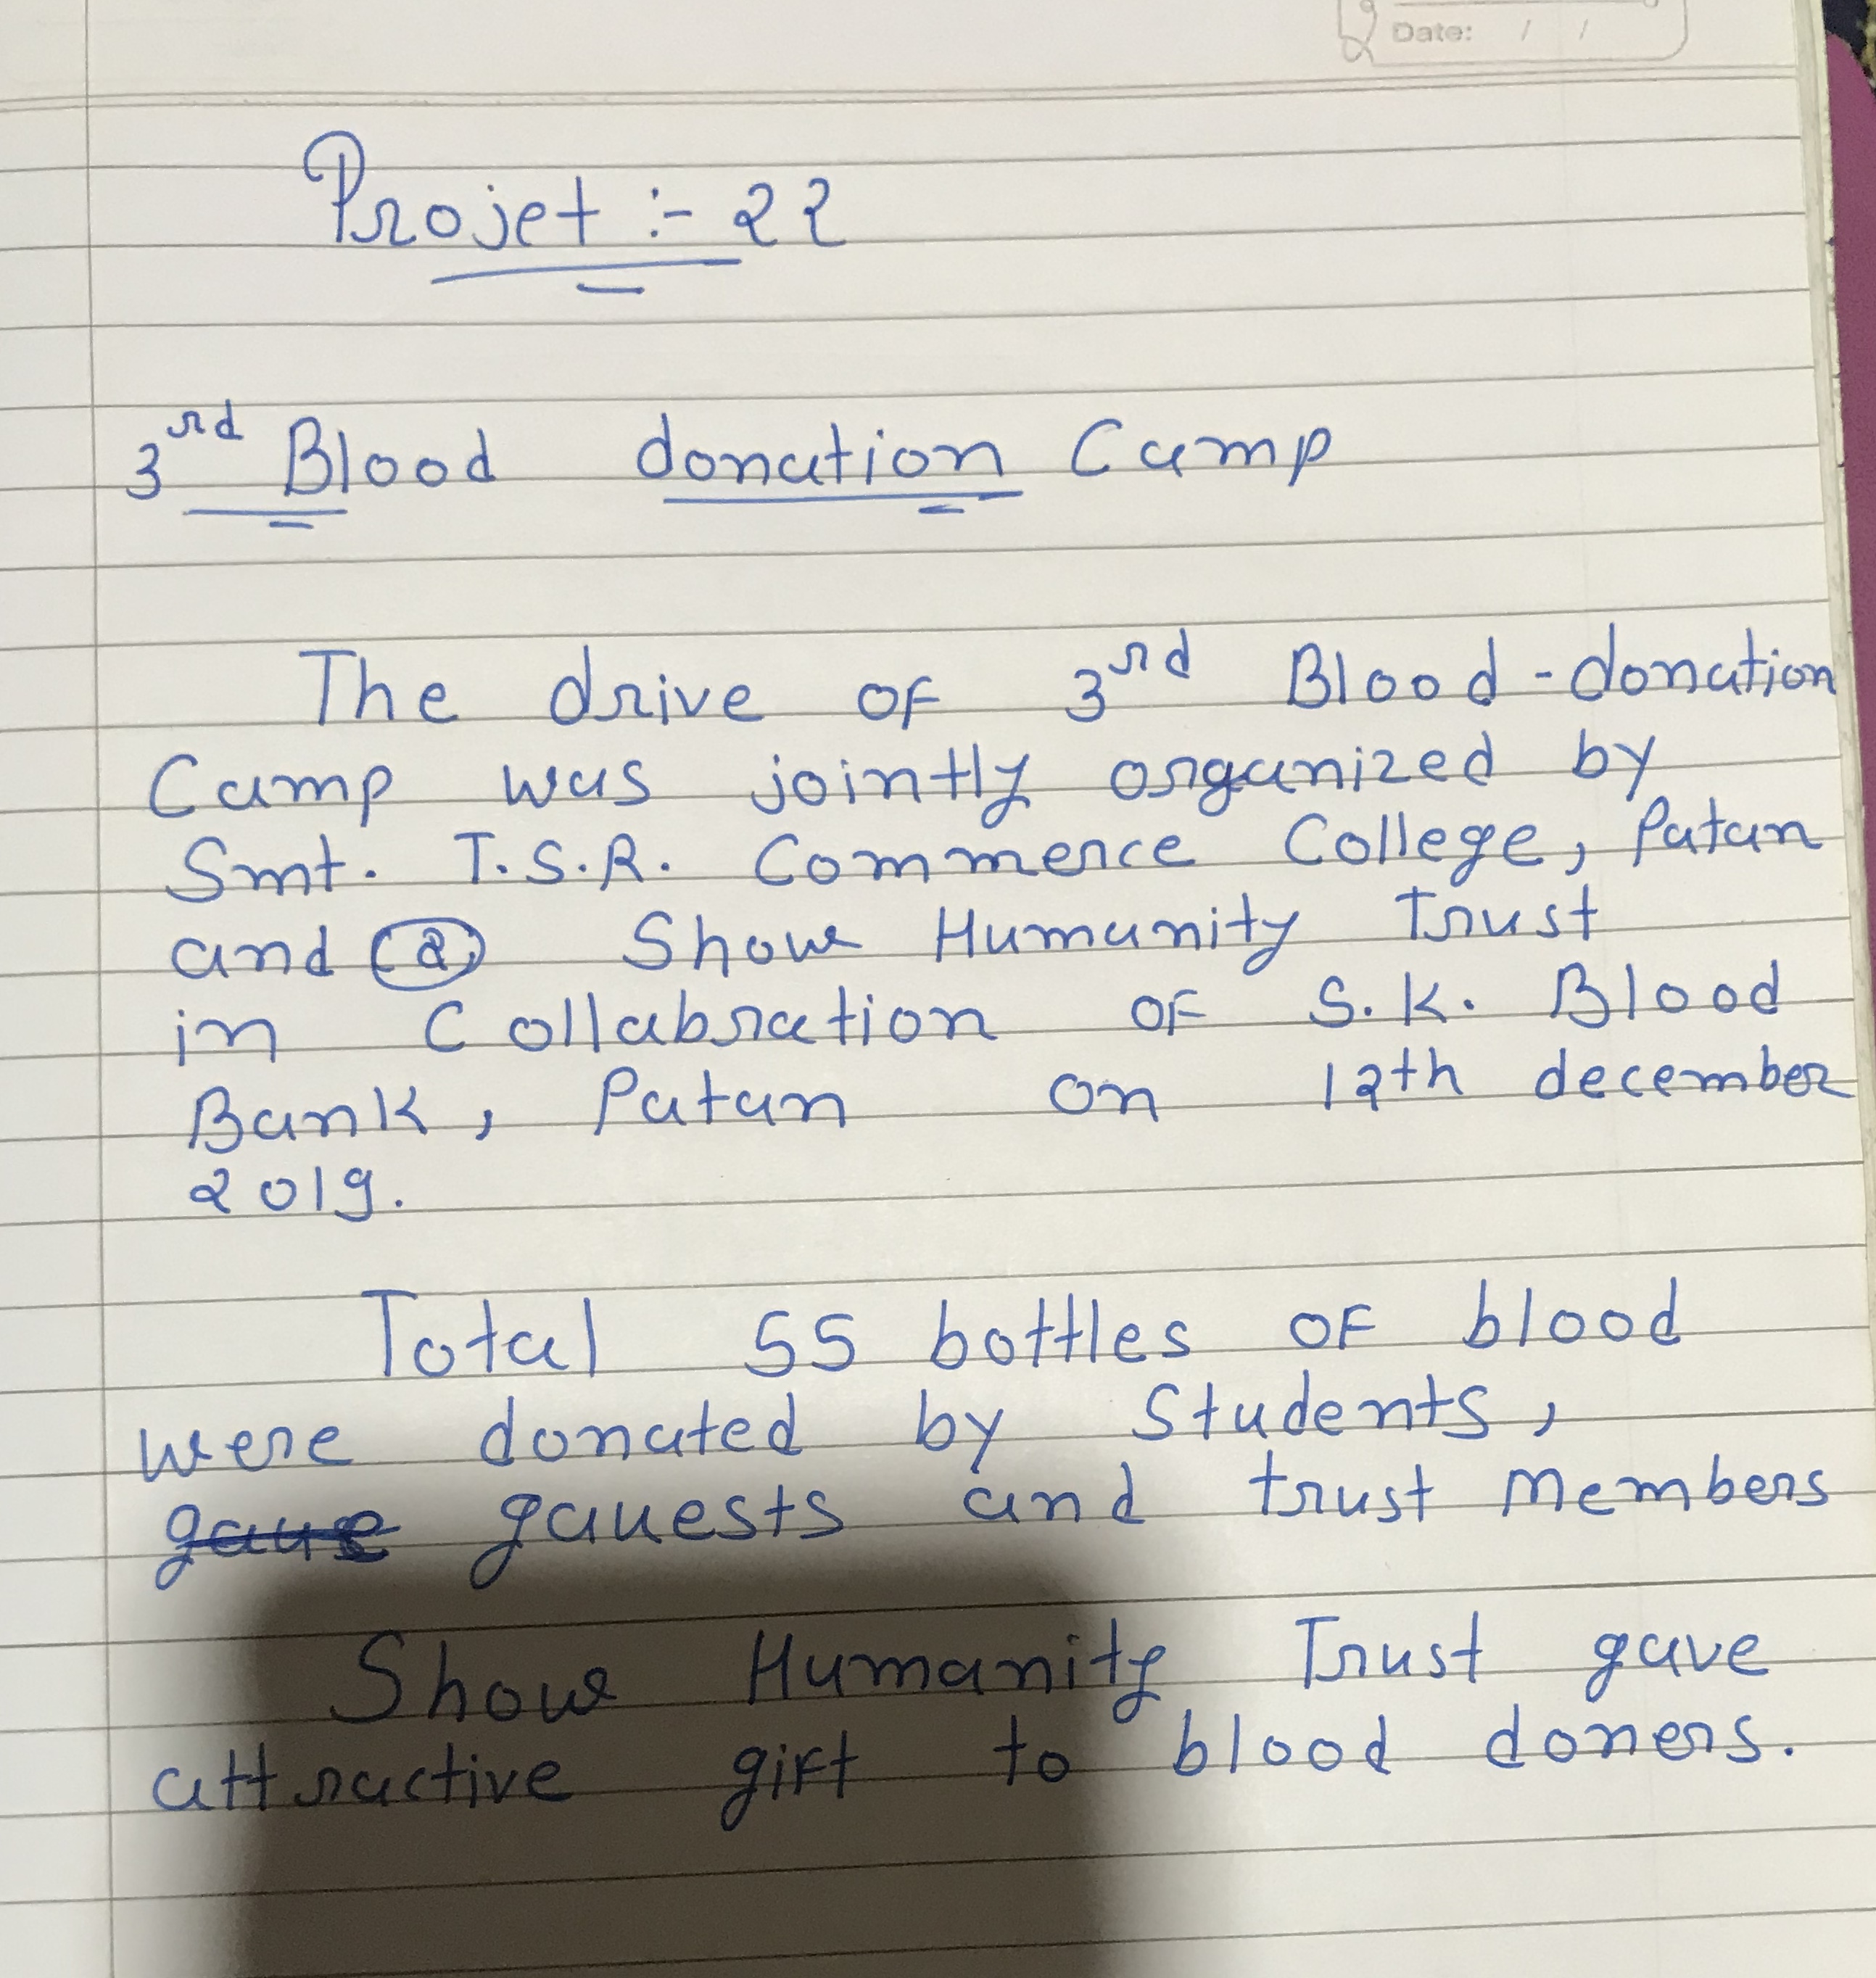 Date: / /
Projet :- 22
3rd Blood donation Camp
The drive of 3rd Blood-donation
Camp was jointly organized by
Smt. T.S.R. Commerce College, Patan
and (2) Show Humanity Trust
in Collabration of S.K. Blood
Bank, Patan on 12th december
2019.
Total 55 bottles of blood
were donated by Students,
gauests and trust members
Show Humanity Trust gave
attractive gift to blood doners.